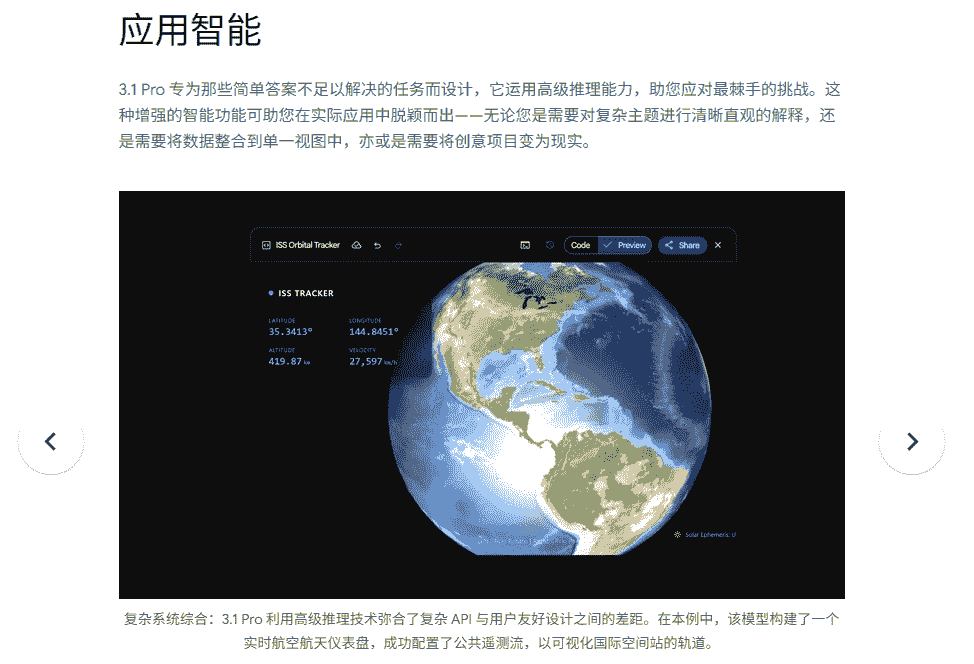 应用智能
3.1 Pro 专为那些简单答案不足以解决的任务而设计，它运用高级推理能力，助您应对最棘手的挑战。这
种增强的智能功能可助您在实际应用中脱颖而出——无论您是需要对复杂主题进行清晰直观的解释，还
是需要将数据整合到单一视图中，亦或是需要将创意项目变为现实。
ISS Orbital Tracker
Code
Preview
Share
ISS TRACKER
LATITUDE LONGITUDE
35.3413° 144.8451°
ALTITUDE VELOCITY
419.87 km 27,597 km/h
Solar Ephemeris: U
复杂系统综合：3.1 Pro 利用高级推理技术弥合了复杂 API 与用户友好设计之间的差距。在本例中，该模型构建了一个
实时航空航天仪表盘，成功配置了公共遥测流，以可视化国际空间站的轨道。